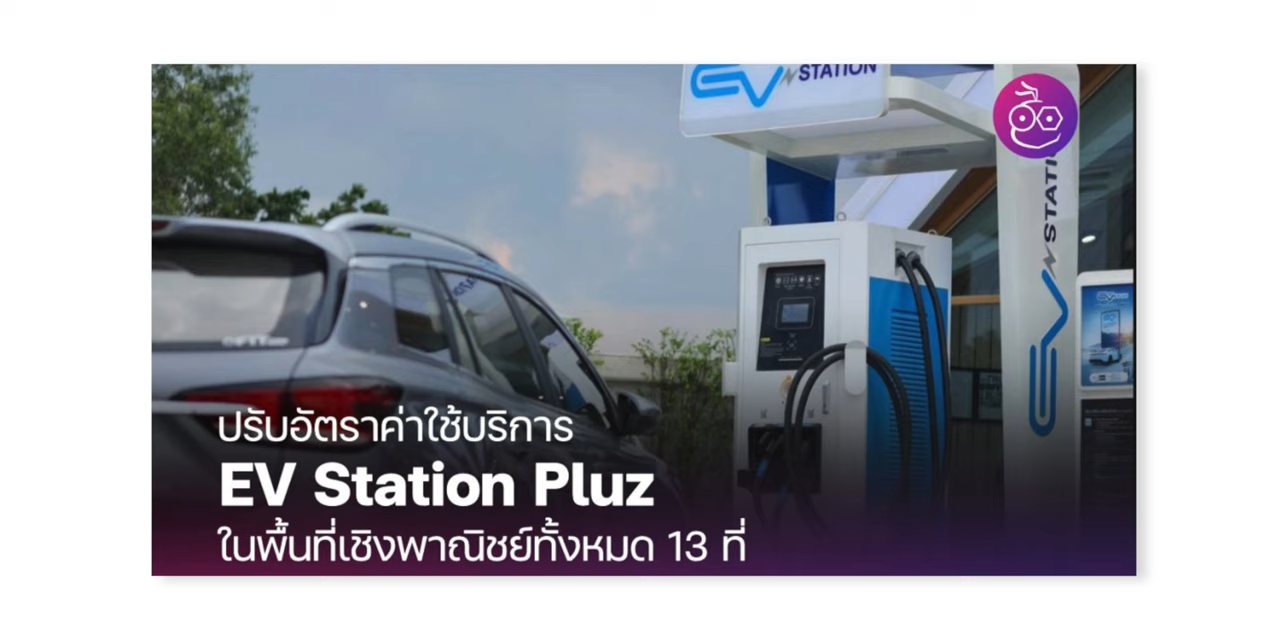 EV STATION
EV STATI
ปรับอัตราค่าใช้บริการ
EV Station Pluz
ในพื้นที่เชิงพาณิชย์ทั้งหมด 13 ที่